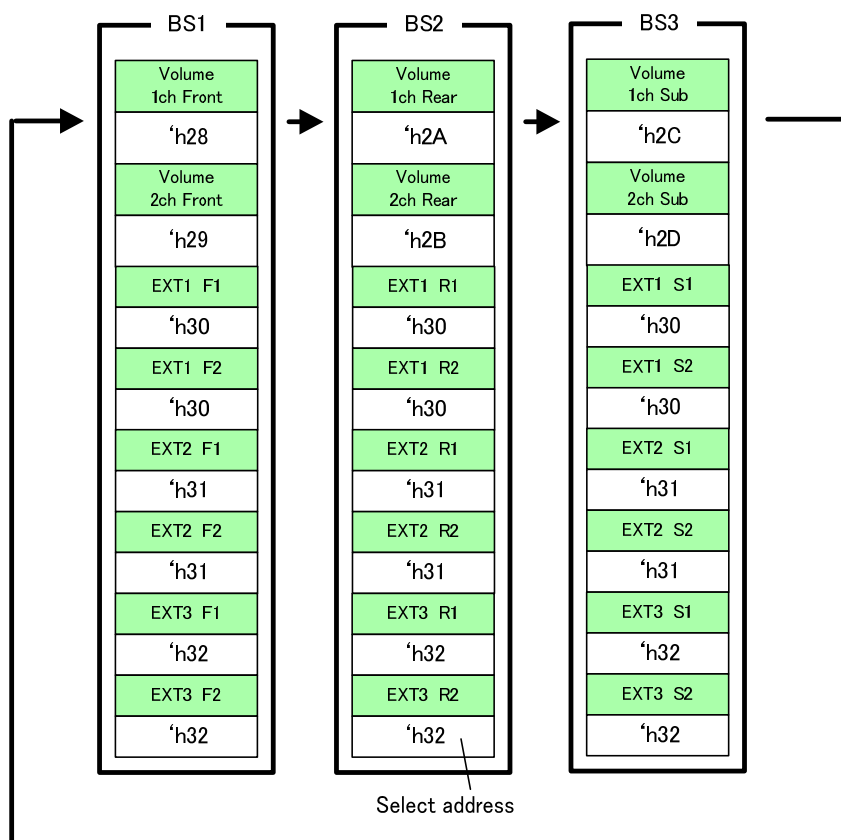 BS1
Volume
1ch Front
‘h28
Volume
2ch Front
‘h29
EXT1 F1
‘h30
EXT1 F2
‘h30
EXT2 F1
‘h31
EXT2 F2
‘h31
EXT3 F1
‘h32
EXT3 F2
‘h32
BS2
Volume
1ch Rear
‘h2A
Volume
2ch Rear
‘h2B
EXT1 R1
‘h30
EXT1 R2
‘h30
EXT2 R1
‘h31
EXT2 R2
‘h31
EXT3 R1
‘h32
EXT3 R2
‘h32
Select address
BS3
Volume
1ch Sub
‘h2C
Volume
2ch Sub
‘h2D
EXT1 S1
‘h30
EXT1 S2
‘h30
EXT2 S1
‘h31
EXT2 S2
‘h31
EXT3 S1
‘h32
EXT3 S2
‘h32